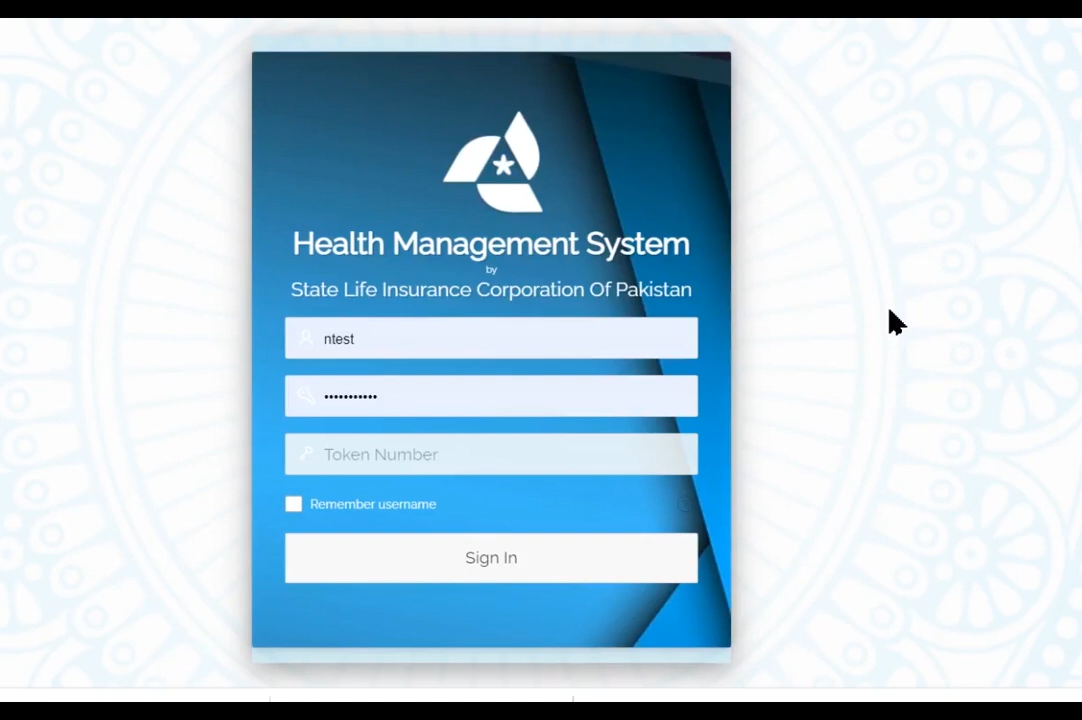 Health Management System
by
State Life Insurance Corporation Of Pakistan
ntest
•••••••••••
Token Number
Remember username
Sign In